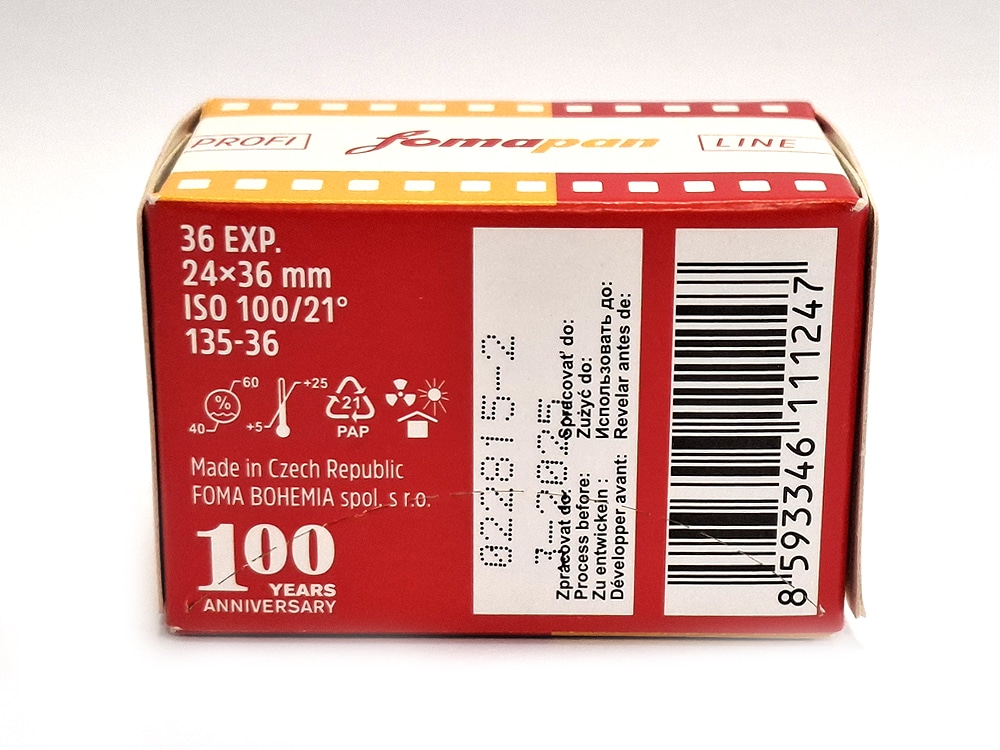 PROFI
fomapan
LINE
36 EXP.
24×36 mm
ISO 100/21°
135-36
%
60
40
+25
+5
21
PAP
Made in Czech Republic
FOMA BOHEMIA spol. s r.o.
100
YEARS
ANNIVERSARY
022815-2
3-2025
Zpracovat do: Spracovať do:
Process before: Zużyć do:
Zu entwickeln : Использовать до:
Développer avant: Revelar antes de:
8 593346 111247